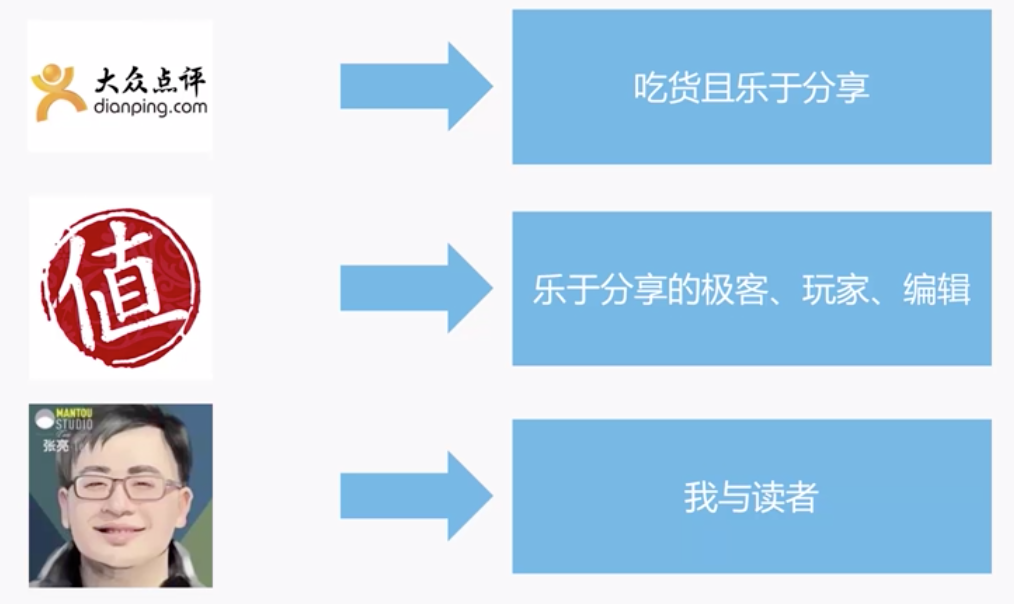 大众点评
dianping.com
吃货且乐于分享
值
乐于分享的极客、玩家、编辑
MANTOU
STUDIO
张亮
我与读者